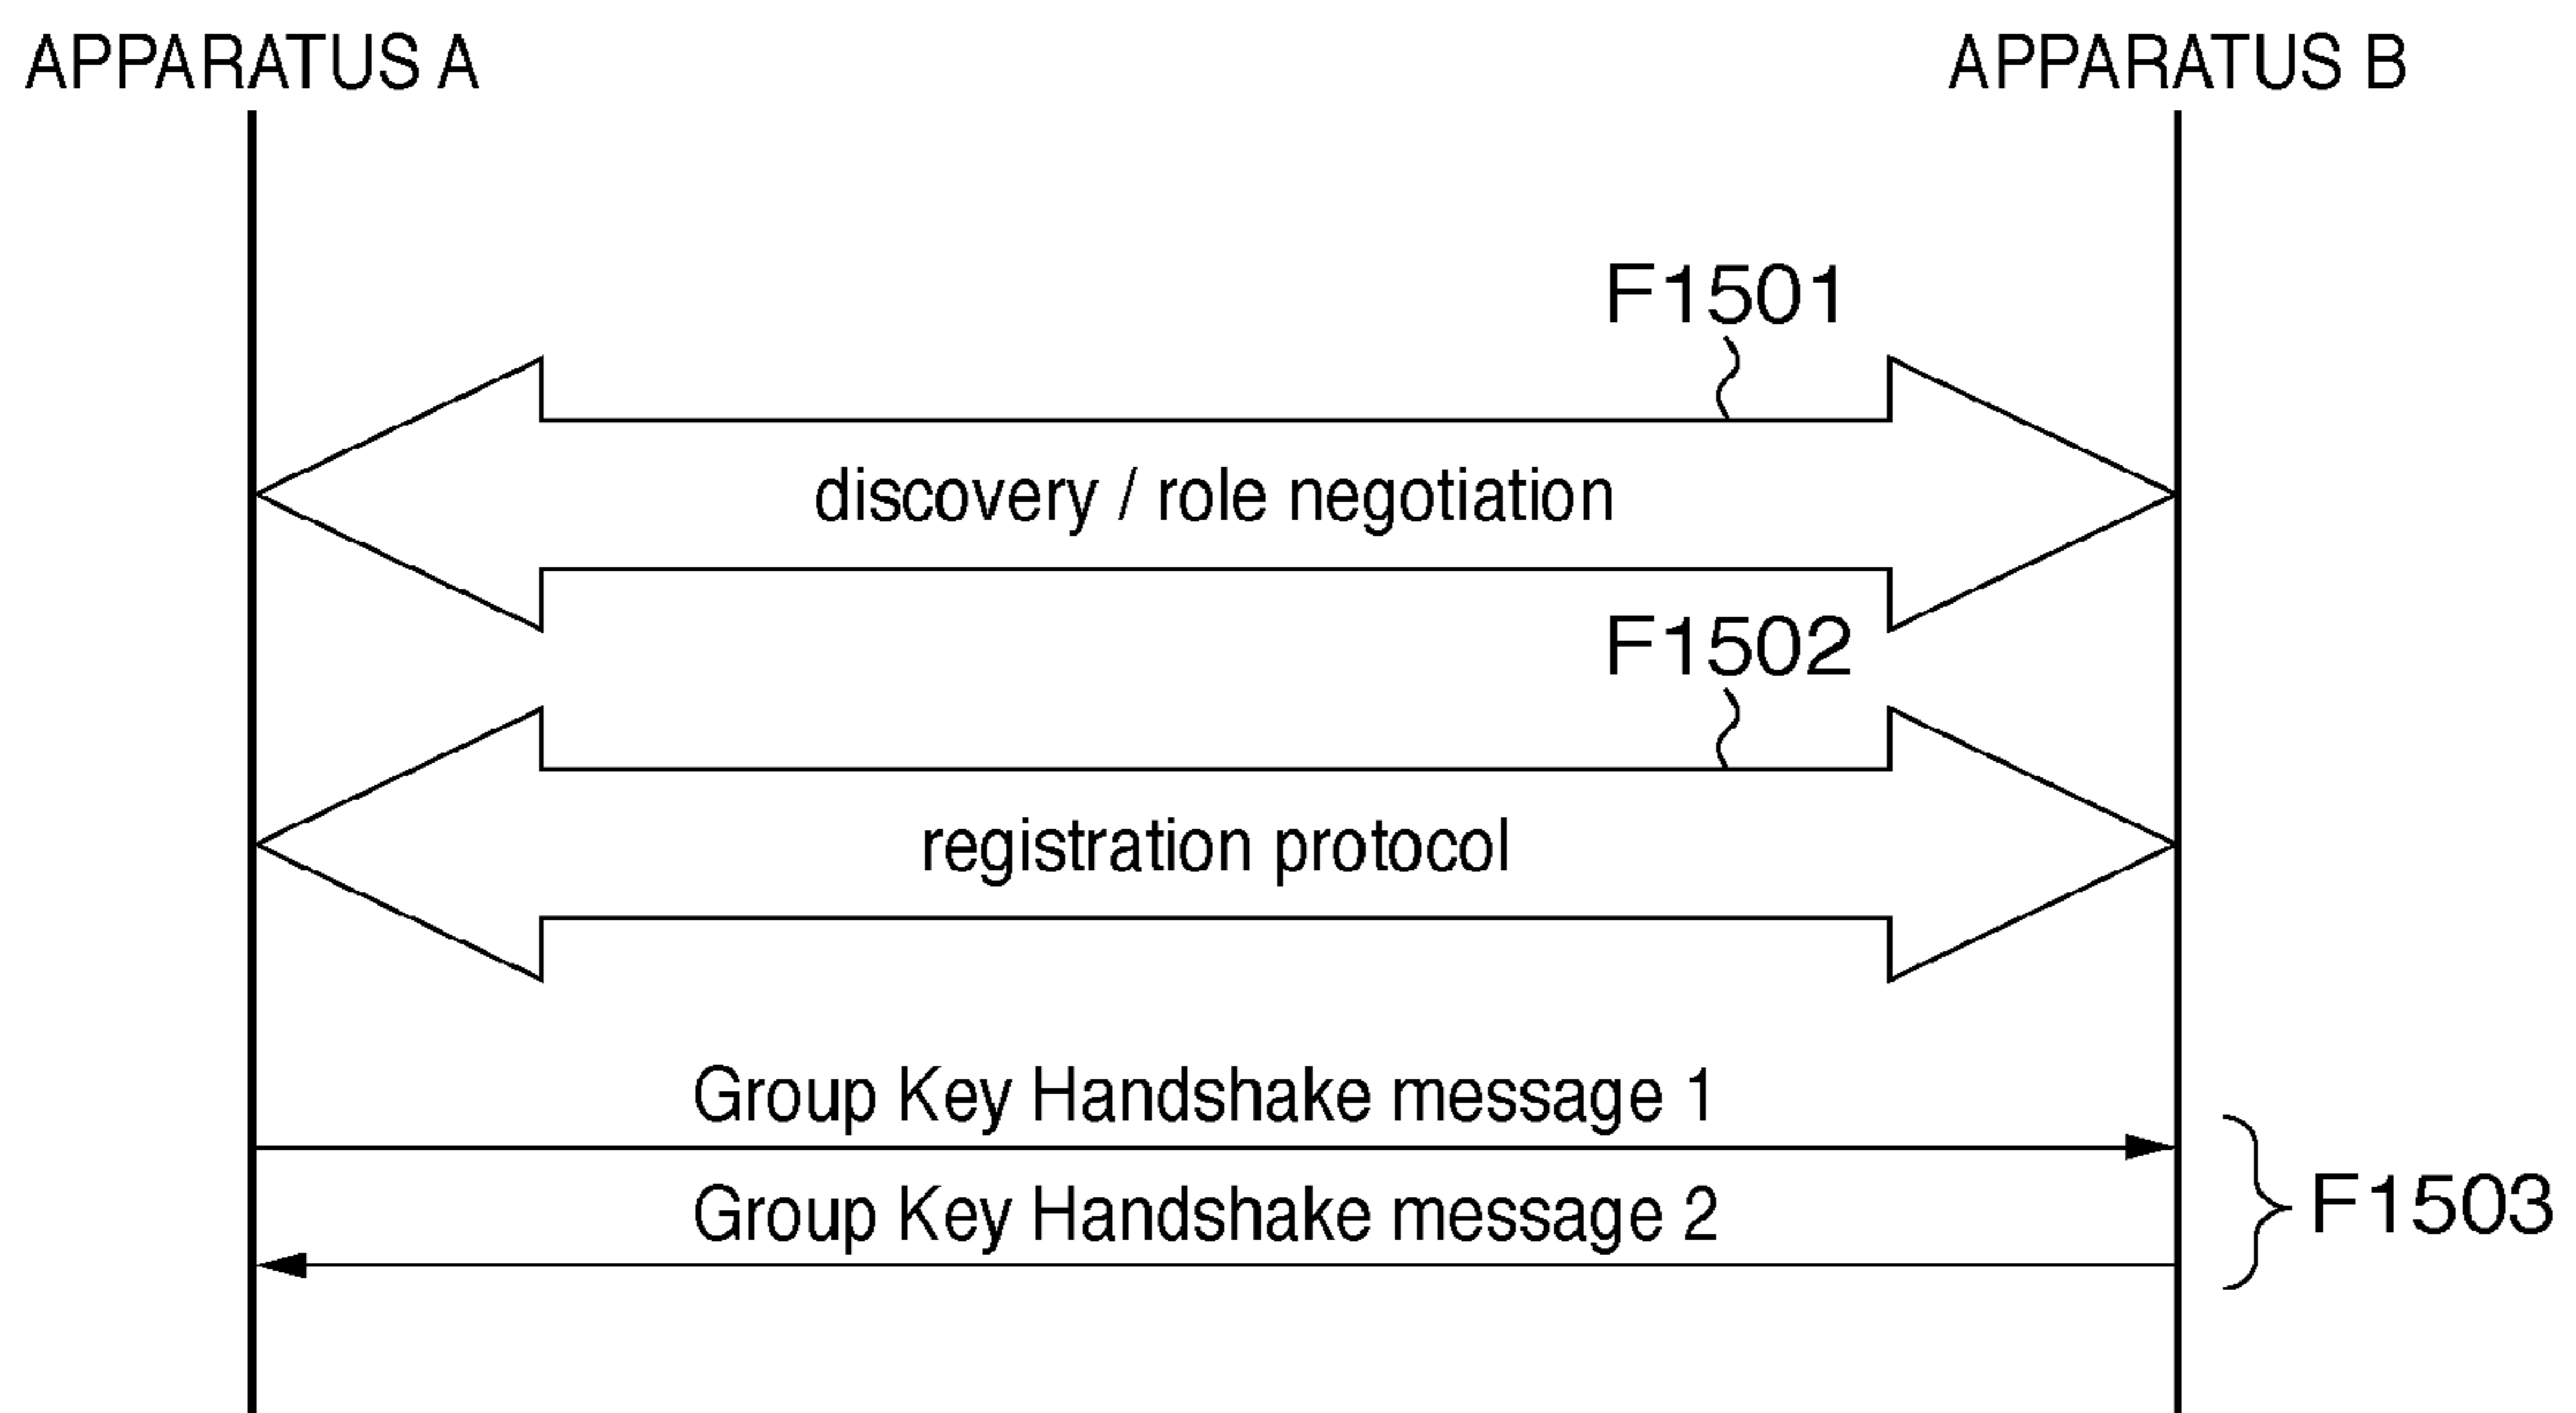 APPARATUS A
APPARATUS B
F1501
discovery / role negotiation
F1502
registration protocol
Group Key Handshake message 1
Group Key Handshake message 2
F1503